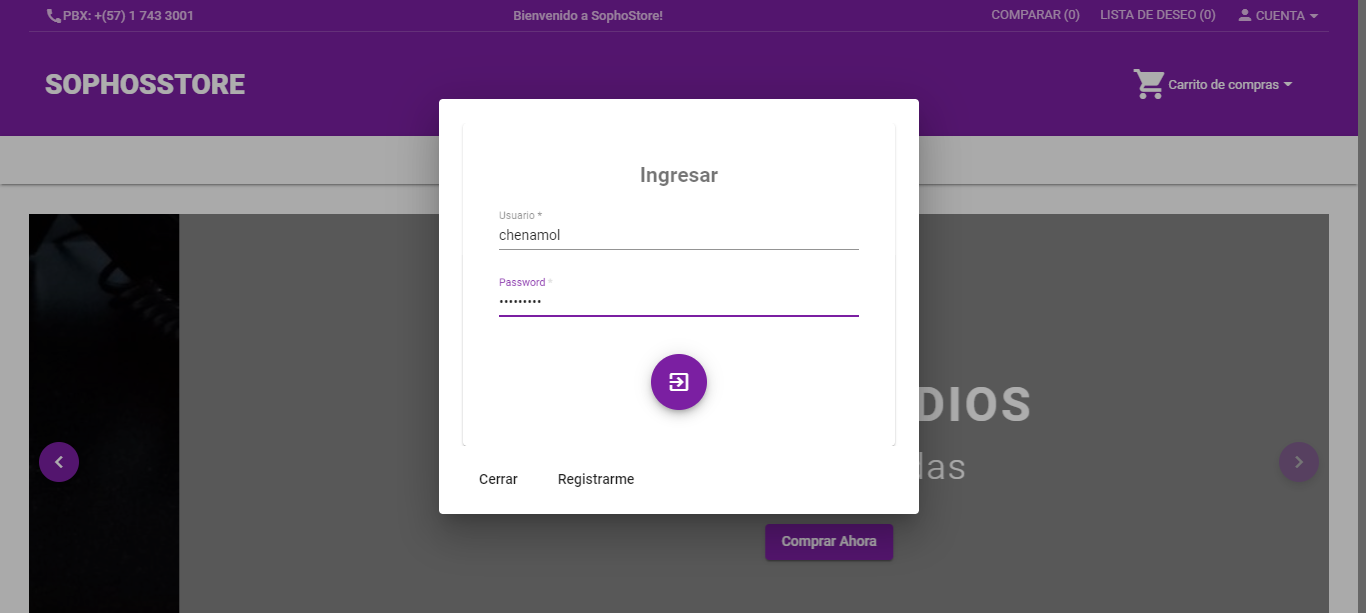 PBX: +(57) 1 743 3001
Bienvenido a SophoStore!
COMPARAR (0)
LISTA DE DESEO (0)
CUENTA
SOPHOSSTORE
Carrito de compras
Ingresar
Usuario *
chenamol
Password *
•••••••••
DIOS
das
Cerrar
Registrarme
Comprar Ahora